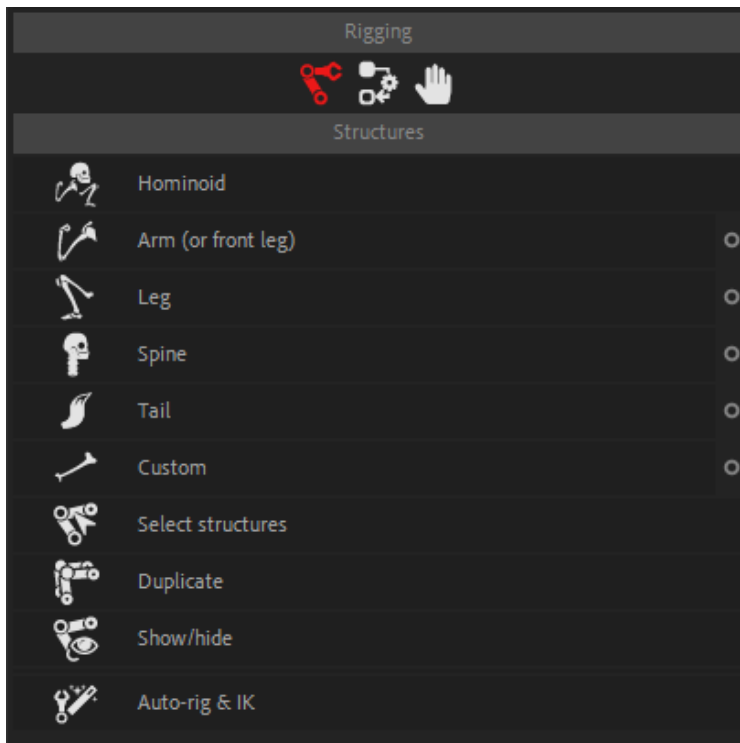 Rigging
Structures
Hominoid
Arm (or front leg)
Leg
Spine
Tail
Custom
Select structures
Duplicate
Show/hide
Auto-rig & IK